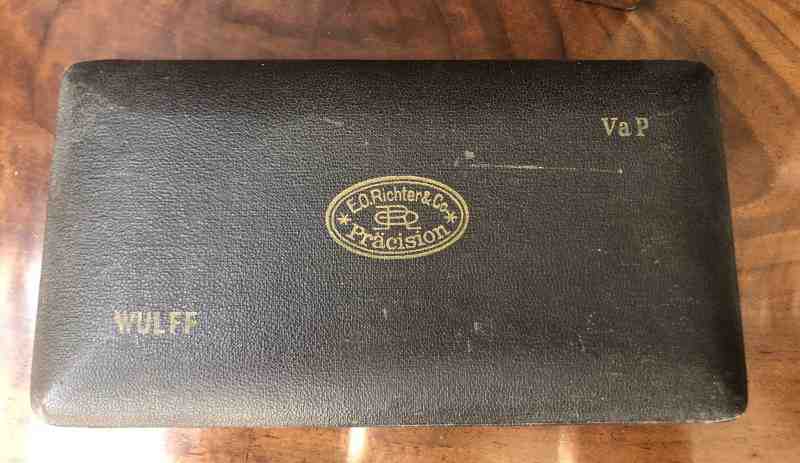 VaP
E.O.Richter&Co.
Präcision
WULFF